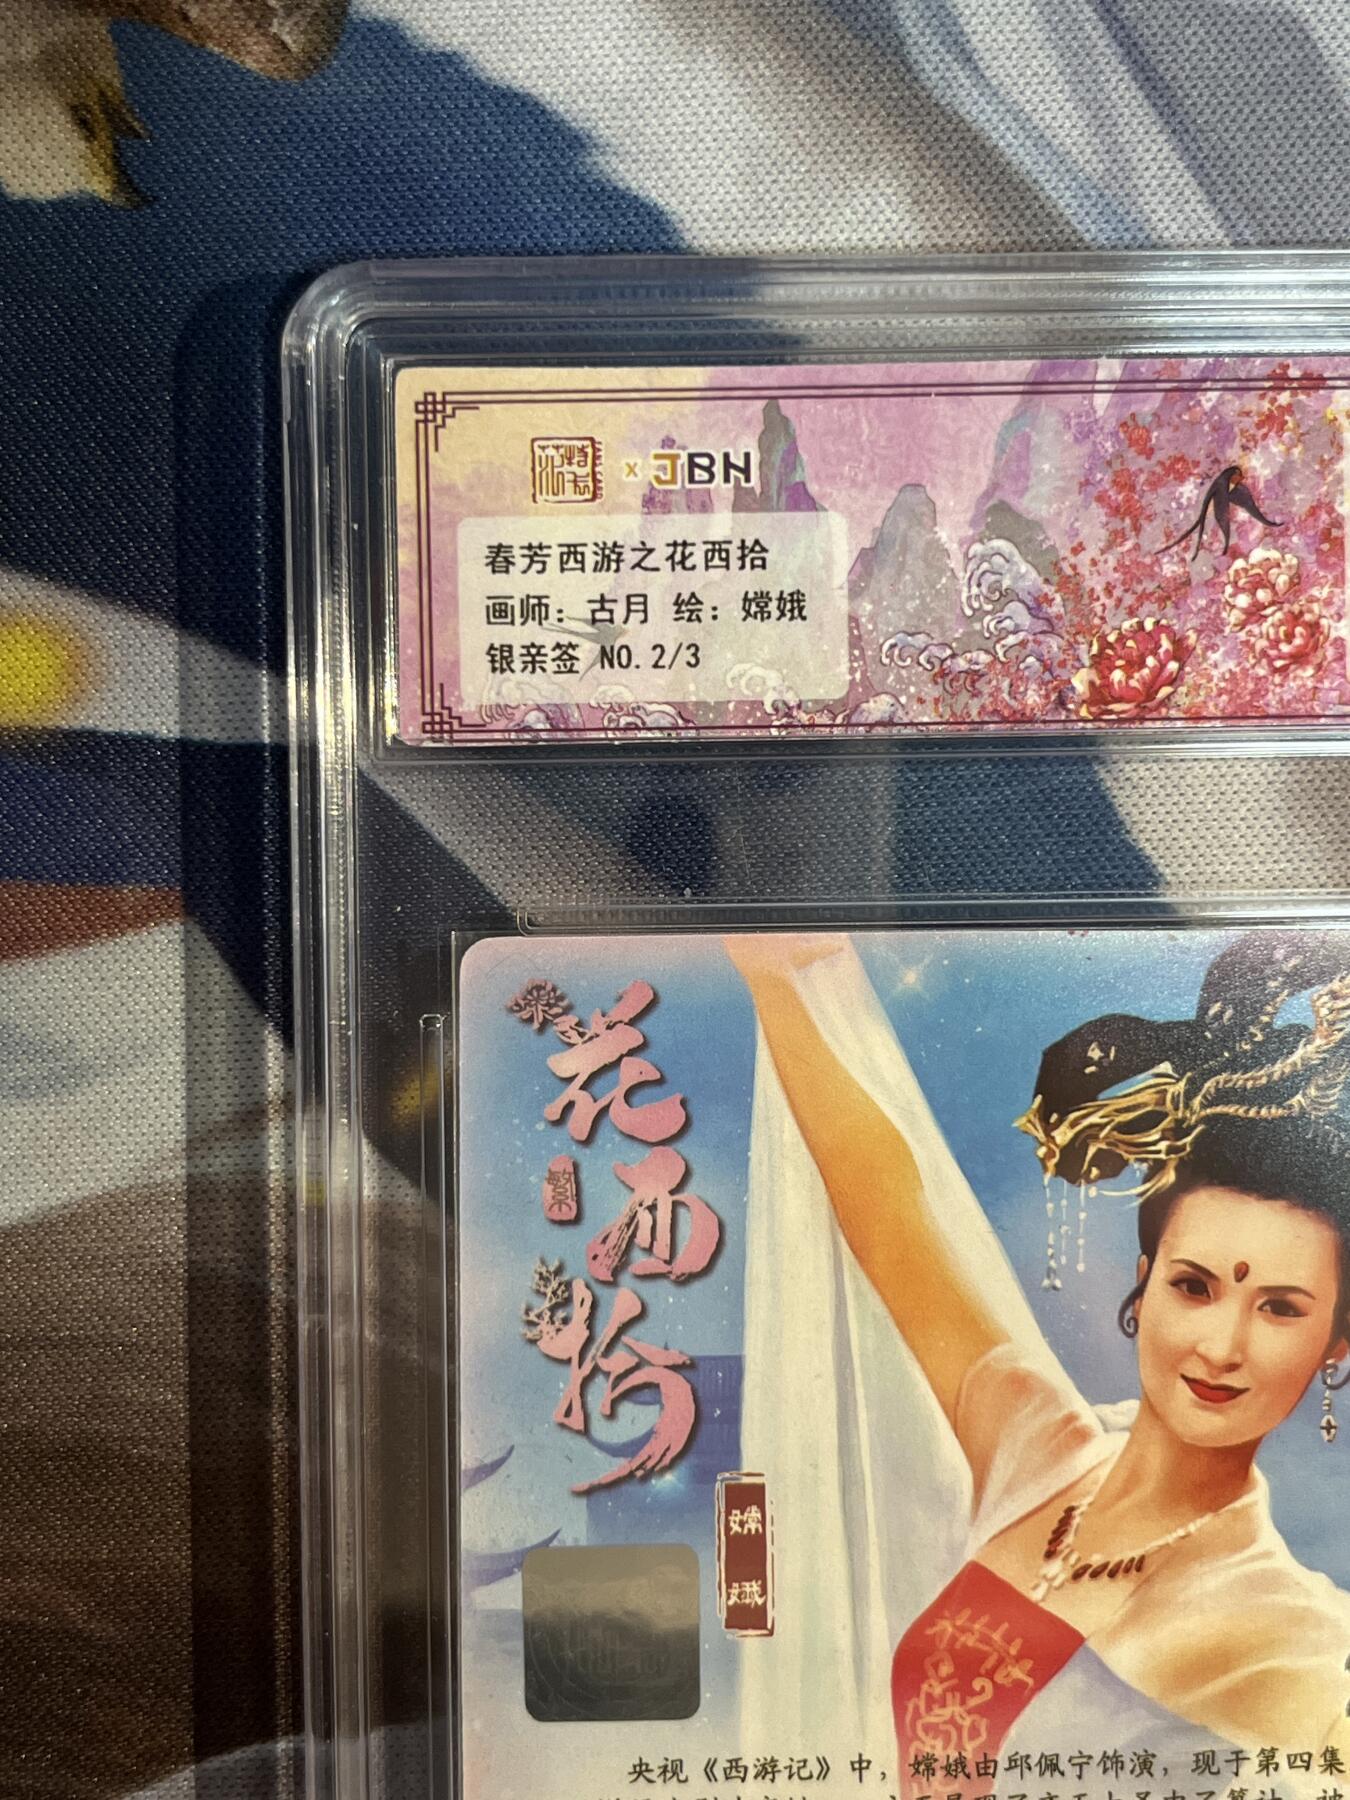 x JBH
春芳西游之花西拾
画师：古月 绘：嫦娥
银亲签 NO.2/3
花西拾
繁
嫦娥
央视《西游记》中，嫦娥由邱佩宁饰演，现于第四集